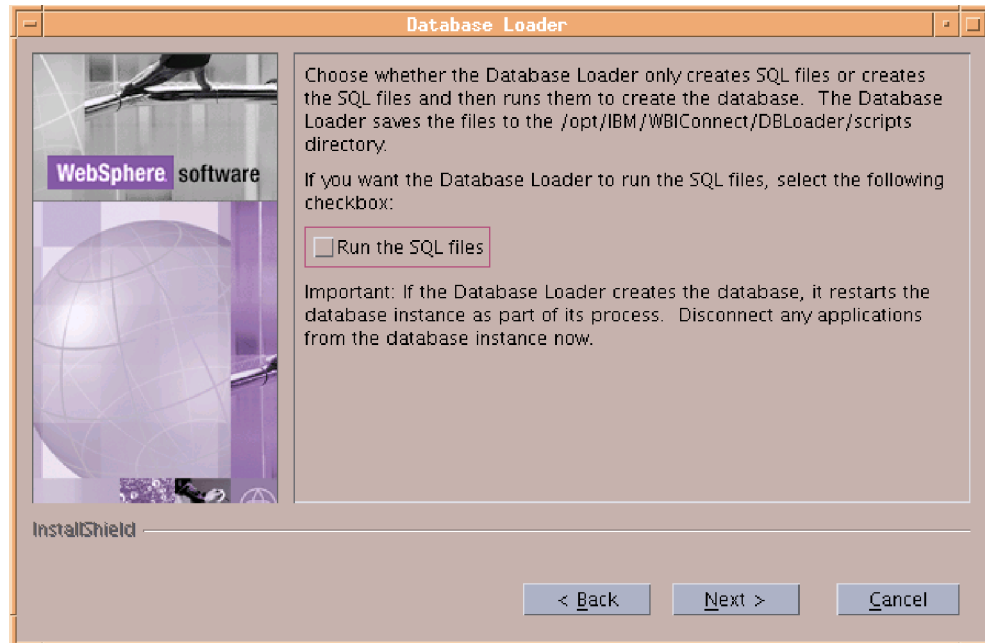 Database Loader
Choose whether the Database Loader only creates SQL files or creates
the SQL files and then runs them to create the database. The Database
Loader saves the files to the /opt/IBM/WBIConnect/DBLoader/scripts
directory.
WebSphere software
If you want the Database Loader to run the SQL files, select the following
checkbox:
Run the SQL files
Important: If the Database Loader creates the database, it restarts the
database instance as part of its process. Disconnect any applications
from the database instance now.
InstallShield
< Back
Next >
Cancel